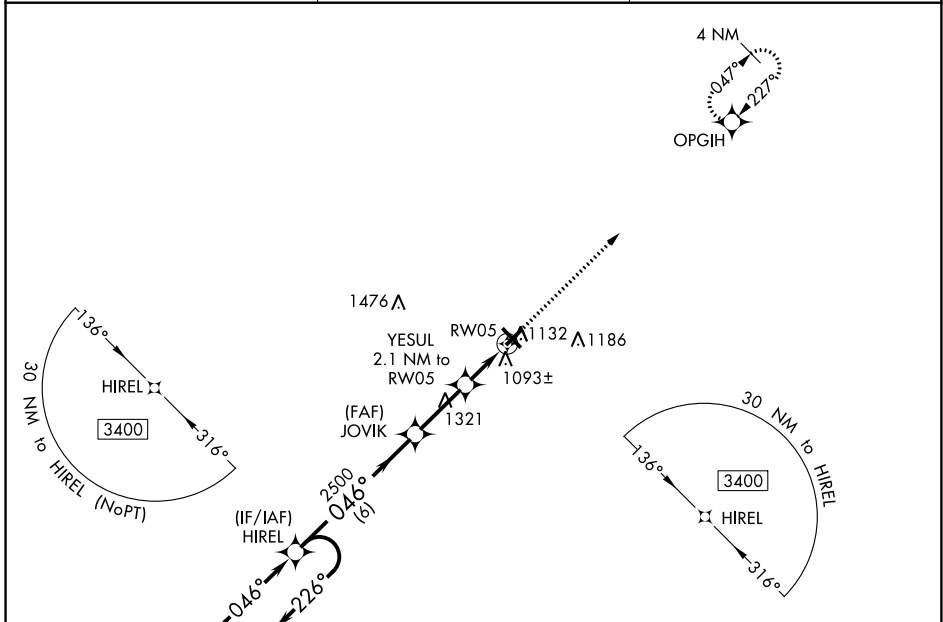 4 NM
047°
227°
OPGIH
1476
RW05
1132
1186
YESUL
2.1 NM to
RW05
1093±
1321
(FAF)
JOVIK
136°
HIREL
3400
316°
30 NM to HIREL (NoPT)
2500
046°
(6)
(IF/IAF)
HIREL
046°
226°
30 NM to HIREL
136°
3400
HIREL
316°